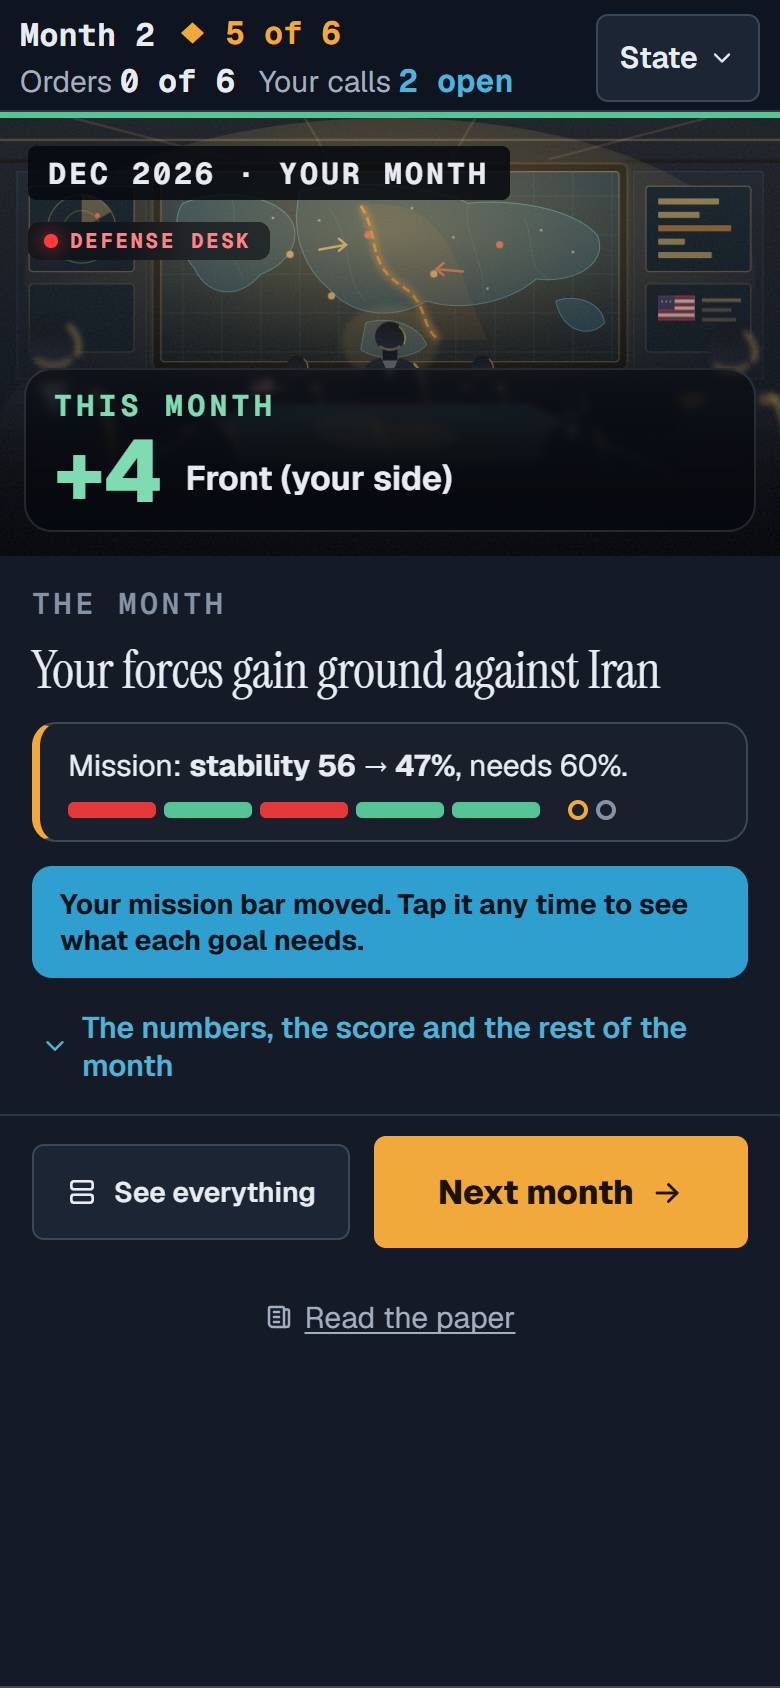 Month 2 ◆ 5 of 6
Orders 0 of 6 Your calls 2 open
State
DEC 2026 · YOUR MONTH
DEFENSE DESK
THIS MONTH
+4 Front (your side)
THE MONTH
Your forces gain ground against Iran
Mission: stability 56 → 47%, needs 60%.
Your mission bar moved. Tap it any time to see
what each goal needs.
The numbers, the score and the rest of the
month
See everything
Next month →
Read the paper